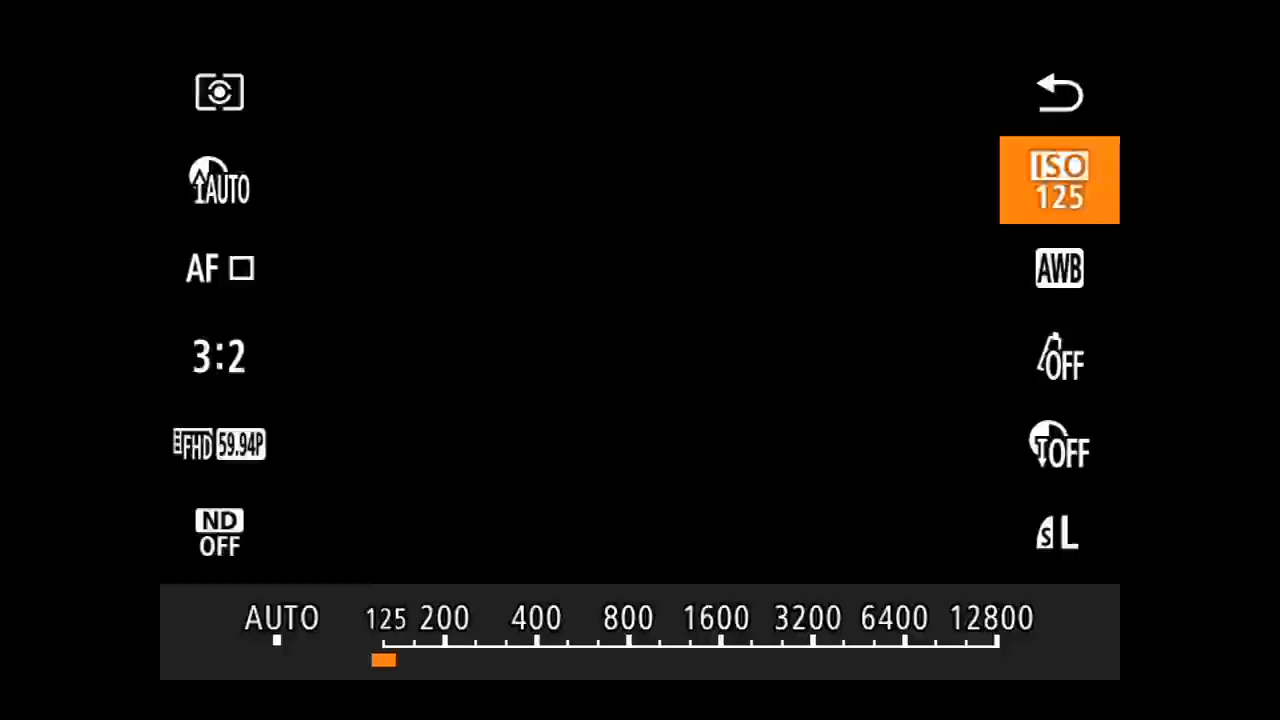 ISO
125
AUTO
AF
AWB
3:2
OFF
FHD 59.94P
OFF
ND
OFF
S L
AUTO 125 200 400 800 1600 3200 6400 12800